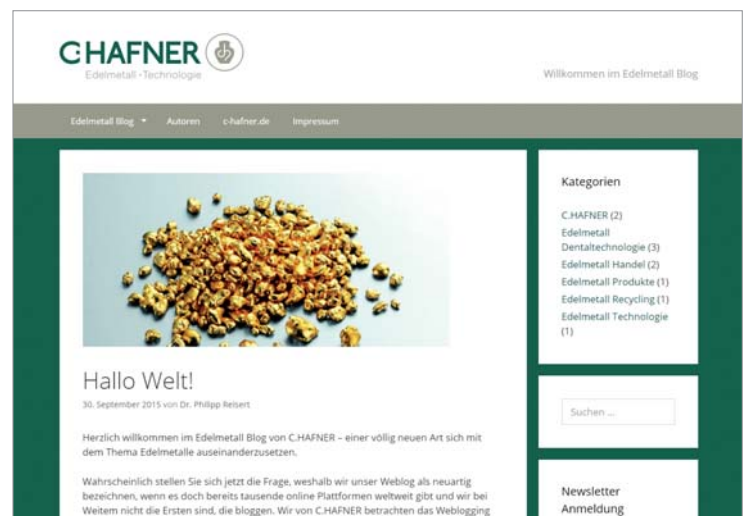 C·HAFNER
Edelmetall · Technologie
Willkommen im Edelmetall Blog
Edelmetall Blog
Autoren
c-hafner.de
Impressum
Hallo Welt!
30. September 2015 von Dr. Philipp Reisert
Herzlich willkommen im Edelmetall Blog von C.HAFNER – einer völlig neuen Art sich mit
dem Thema Edelmetalle auseinanderzusetzen.
Wahrscheinlich stellen Sie sich jetzt die Frage, weshalb wir unser Weblog als neuartig
bezeichnen, wenn es doch bereits tausende online Plattformen weltweit gibt und wir bei
Weitem nicht die Ersten sind, die bloggen. Wir von C.HAFNER betrachten das Weblogging
Kategorien
C.HAFNER (2)
Edelmetall
Dentaltechnologie (3)
Edelmetall Handel (2)
Edelmetall Produkte (1)
Edelmetall Recycling (1)
Edelmetall Technologie
(1)
Suchen ...
Newsletter
Anmeldung